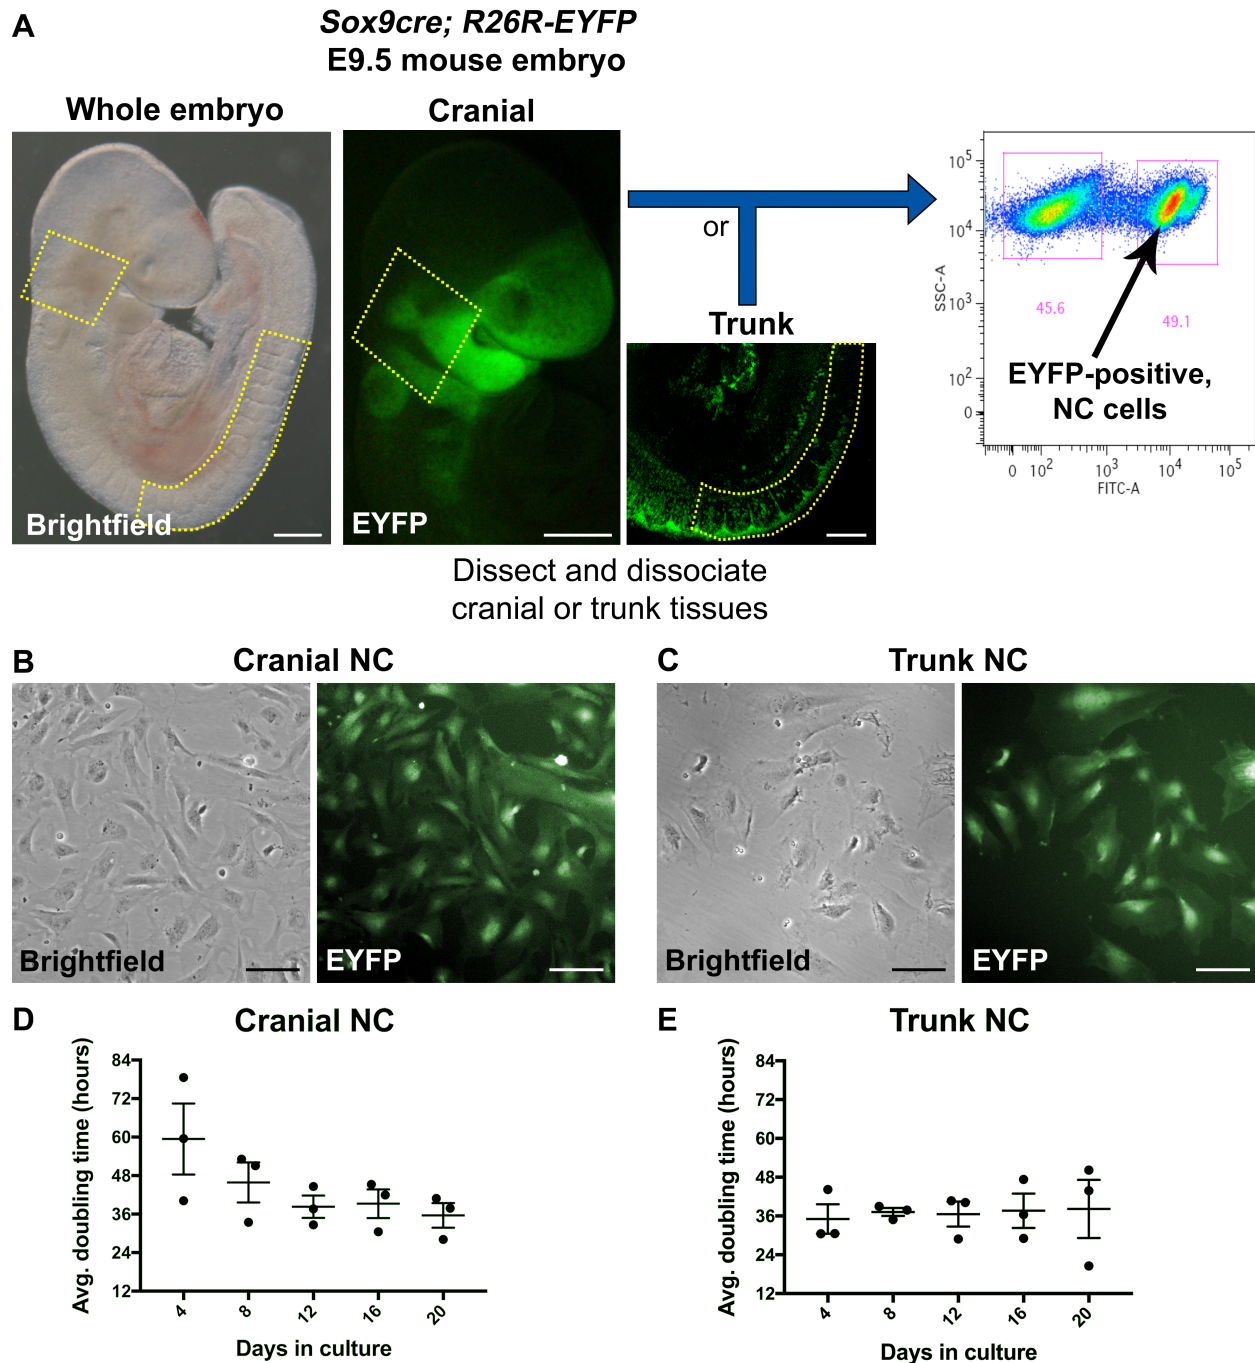 A
Sox9cre; R26R-EYFP
E9.5 mouse embryo
Whole embryo
Cranial
Brightfield
EYFP
or
Trunk
Dissect and dissociate
cranial or trunk tissues
SSC-A
10^5
10^4
10^3
10^2
0
45.6
49.1
EYFP-positive,
NC cells
0 10^2 10^3 10^4 10^5
FITC-A
B
Cranial NC
Brightfield
EYFP
C
Trunk NC
Brightfield
EYFP
D
Cranial NC
Avg. doubling time (hours)
84
72
60
48
36
24
12
4 8 12 16 20
Days in culture
E
Trunk NC
Avg. doubling time (hours)
84
72
60
48
36
24
12
4 8 12 16 20
Days in culture